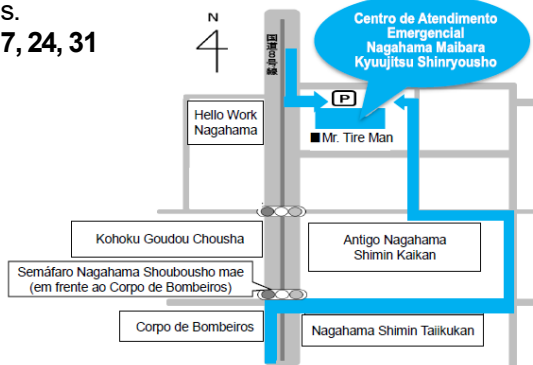 s.
7, 24, 31
N
国道8号線
Centro de Atendimento
Emergencial
Nagahama Maibara
Kyuujitsu Shinryousho
P
Hello Work
Nagahama
■Mr. Tire Man
Kohoku Goudou Chousha
Antigo Nagahama
Shimin Kaikan
Semáfaro Nagahama Shoubousho mae
(em frente ao Corpo de Bombeiros)
Corpo de Bombeiros
Nagahama Shimin Taiikukan